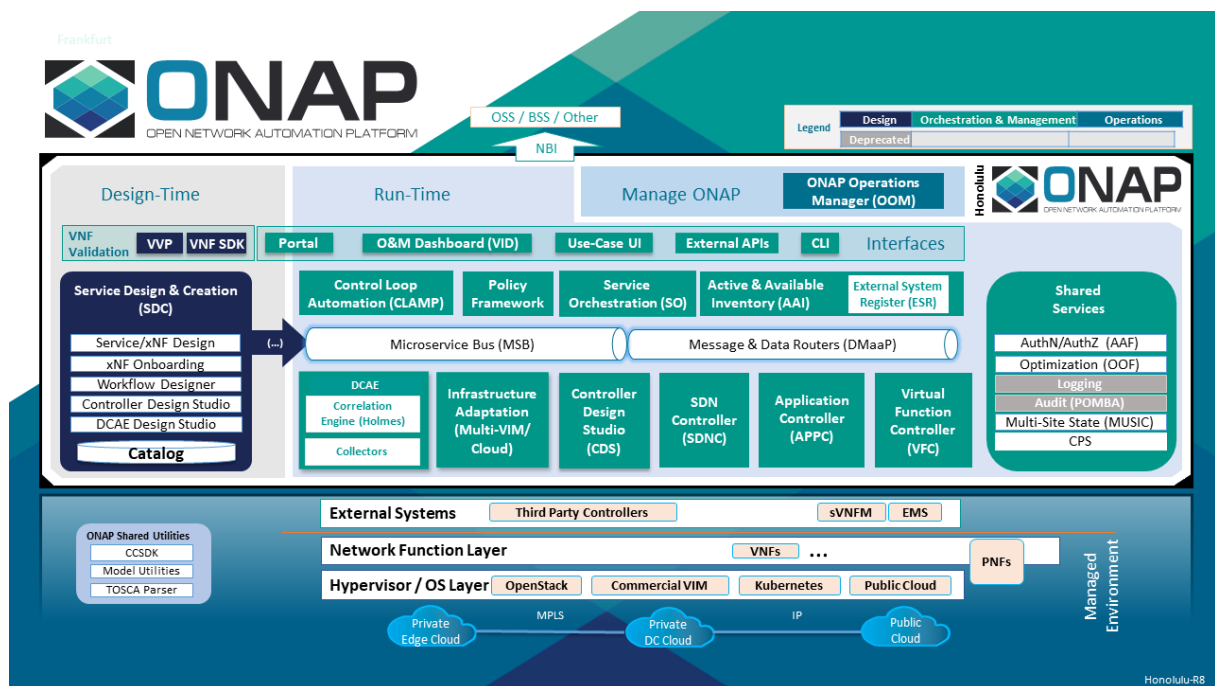 Frankfurt
ONAP
OPEN NETWORK AUTOMATION PLATFORM
OSS / BSS / Other
NBI
Legend
Design
Orchestration & Management
Operations
Deprecated
Design-Time
Run-Time
Manage ONAP
ONAP Operations
Manager (OOM)
Honolulu
ONAP
OPEN NETWORK AUTOMATION PLATFORM
VNF
Validation
VVP
VNF SDK
Portal
O&M Dashboard (VID)
Use-Case UI
External APIs
CLI
Interfaces
Service Design & Creation
(SDC)
Service/xNF Design
xNF Onboarding
Workflow Designer
Controller Design Studio
DCAE Design Studio
Catalog
(...)
Control Loop
Automation (CLAMP)
Policy
Framework
Service
Orchestration (SO)
Active & Available
Inventory (AAI)
External System
Register (ESR)
Microservice Bus (MSB)
Message & Data Routers (DMaaP)
DCAE
Correlation
Engine (Holmes)
Collectors
Infrastructure
Adaptation
(Multi-VIM/
Cloud)
Controller
Design
Studio
(CDS)
SDN
Controller
(SDNC)
Application
Controller
(APPC)
Virtual
Function
Controller
(VFC)
Shared
Services
AuthN/AuthZ (AAF)
Optimization (OOF)
Logging
Audit (POMBA)
Multi-Site State (MUSIC)
CPS
ONAP Shared Utilities
CCSDK
Model Utilities
TOSCA Parser
External Systems
Third Party Controllers
sVNFM
EMS
Network Function Layer
VNFs
...
PNFs
Hypervisor / OS Layer
OpenStack
Commercial VIM
Kubernetes
Public Cloud
Managed
Environment
Private
Edge Cloud
MPLS
Private
DC Cloud
IP
Public
Cloud
Honolulu-R8